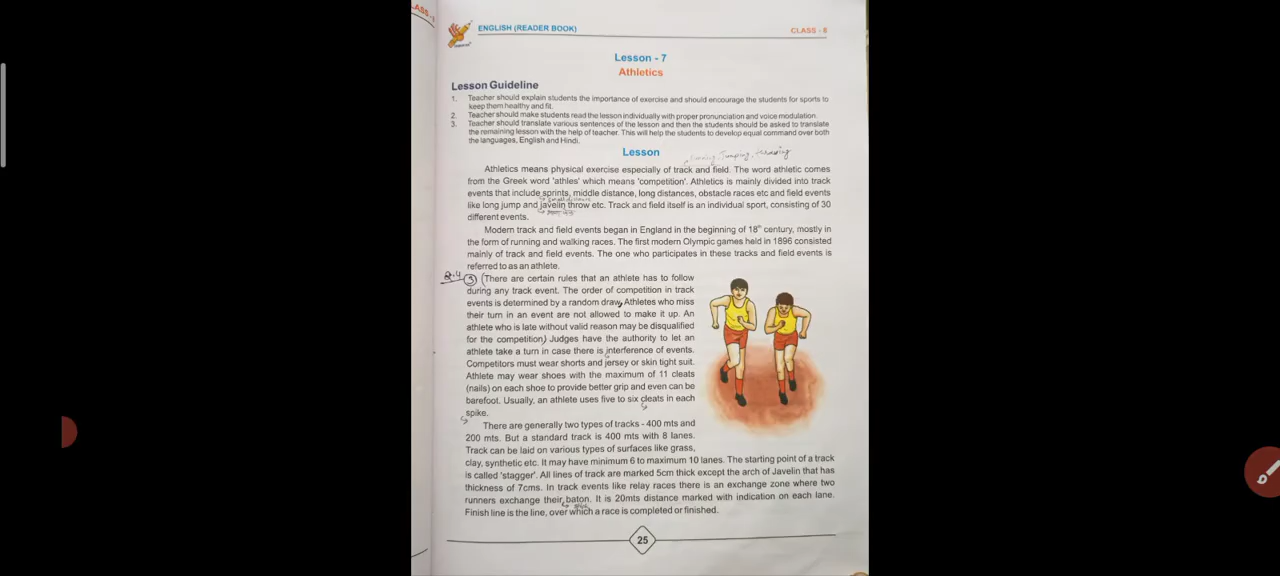 CLASS-
ENGLISH (READER BOOK)
CLASS - 8
Lesson - 7
Athletics
Lesson Guideline
1. Teacher should explain students the importance of exercise and should encourage the students for sports to
keep them healthy and fit.
2. Teacher should make students read the lesson individually with proper pronunciation and voice modulation.
3. Teacher should translate various sentences of the lesson and then the students should be asked to translate
the remaining lesson with the help of teacher. This will help the students to develop equal command over both
the languages, English and Hindi.
Lesson
Jumping
Athletics means physical exercise especially of track and field. The word athletic comes
from the Greek word 'athles' which means 'competition'. Athletics is mainly divided into track
events that include sprints, middle distance, long distances, obstacle races etc and field events
small distance
like long jump and javelin throw etc. Track and field itself is an individual sport, consisting of 30
different events.
Modern track and field events began in England in the beginning of 18th century, mostly in
the form of running and walking races. The first modern Olympic games held in 1896 consisted
mainly of track and field events. The one who participates in these tracks and field events is
referred to as an athlete.
Q.4 3 (There are certain rules that an athlete has to follow
during any track event. The order of competition in track
events is determined by a random draw. Athletes who miss
their turn in an event are not allowed to make it up. An
athlete who is late without valid reason may be disqualified
for the competition) Judges have the authority to let an
athlete take a turn in case there is interference of events.
Competitors must wear shorts and jersey or skin tight suit.
Athlete may wear shoes with the maximum of 11 cleats
(nails) on each shoe to provide better grip and even can be
barefoot. Usually, an athlete uses five to six cleats in each
spike.
There are generally two types of tracks - 400 mts and
200 mts. But a standard track is 400 mts with 8 lanes.
Track can be laid on various types of surfaces like grass,
clay, synthetic etc. It may have minimum 6 to maximum 10 lanes. The starting point of a track
is called 'stagger'. All lines of track are marked 5cm thick except the arch of Javelin that has
thickness of 7cms. In track events like relay races there is an exchange zone where two
runners exchange their baton. It is 20mts distance marked with indication on each lane.
Finish line is the line, over which a race is completed or finished.
25